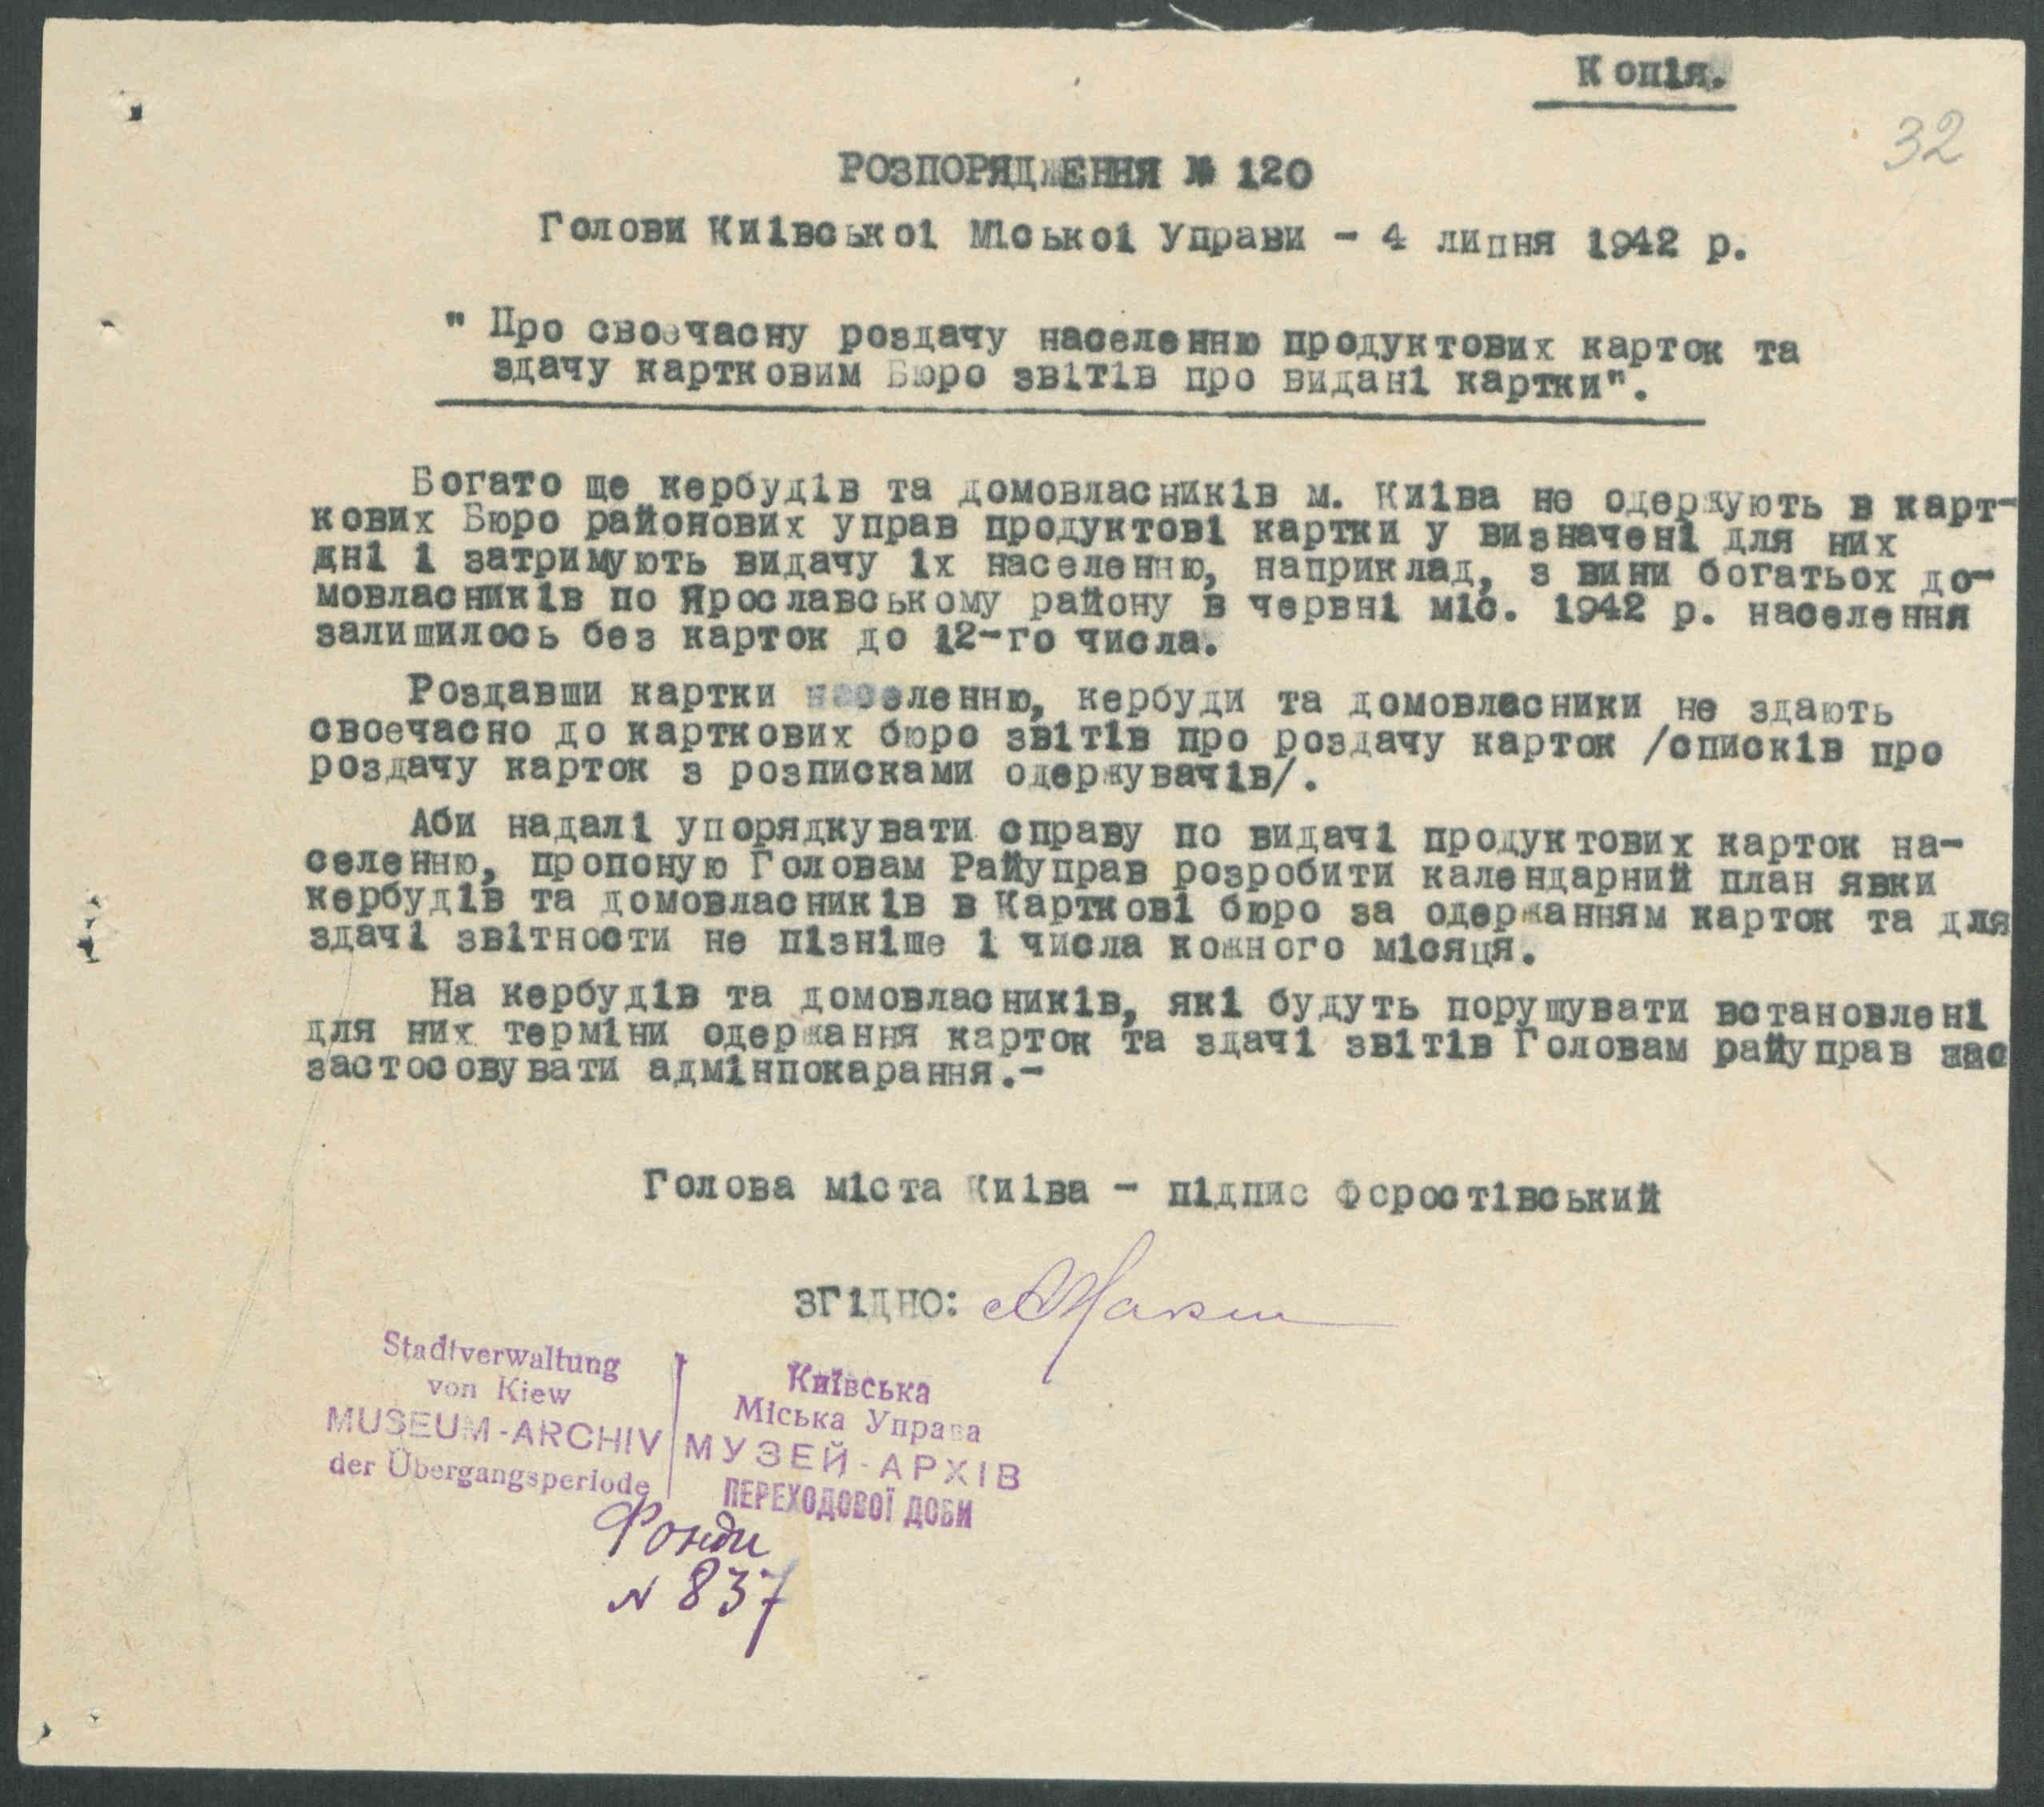 Копія.
32
РОЗПОРЯДЖЕННЯ № 120
Голови Киівської Міської Управи - 4 липня 1942 р.
" Про своєчасну роздачу населенню продуктових карток та
здачу картковим Бюро звітів про видані картки".
Богато ще кербудів та домовласників м. Киіва не одержують в карт-
кових Бюро районових управ продуктові картки у визначені для них
дні і затримують видачу іх населенню, наприклад, з вини богатьох до-
мовласників по Ярославському району в червні міс. 1942 р. населення
залишилось без карток до 12-го числа.
Роздавши картки населенню, кербуди та домовласники не здають
своечасно до карткових бюро звітів про роздачу карток /списків про
роздачу карток з розписками одержувачів/.
Аби надалі упорядкувати справу по видачі продуктових карток на-
селенню, пропоную Головам Райуправ розробити календарний план явки
кербудів та домовласників в Карткові бюро за одержанням карток та для
здачі звітности не пізніше 1 числа кожного місяця.
На кербудів та домовласників, які будуть порушувати встановлені
для них терміни одержання карток та здачі звітів Головам райуправ
застосовувати адмінпокарання.-
Голова міста Киіва - підпис Форостівський
ЗГІДНО:
Stadtverwaltung
von Kiew
MUSEUM-ARCHIV
der Übergangsperiode
Київська
Міська Управа
МУЗЕЙ-АРХІВ
ПЕРЕХОДОВОЇ ДОБИ
Фонди
N 837